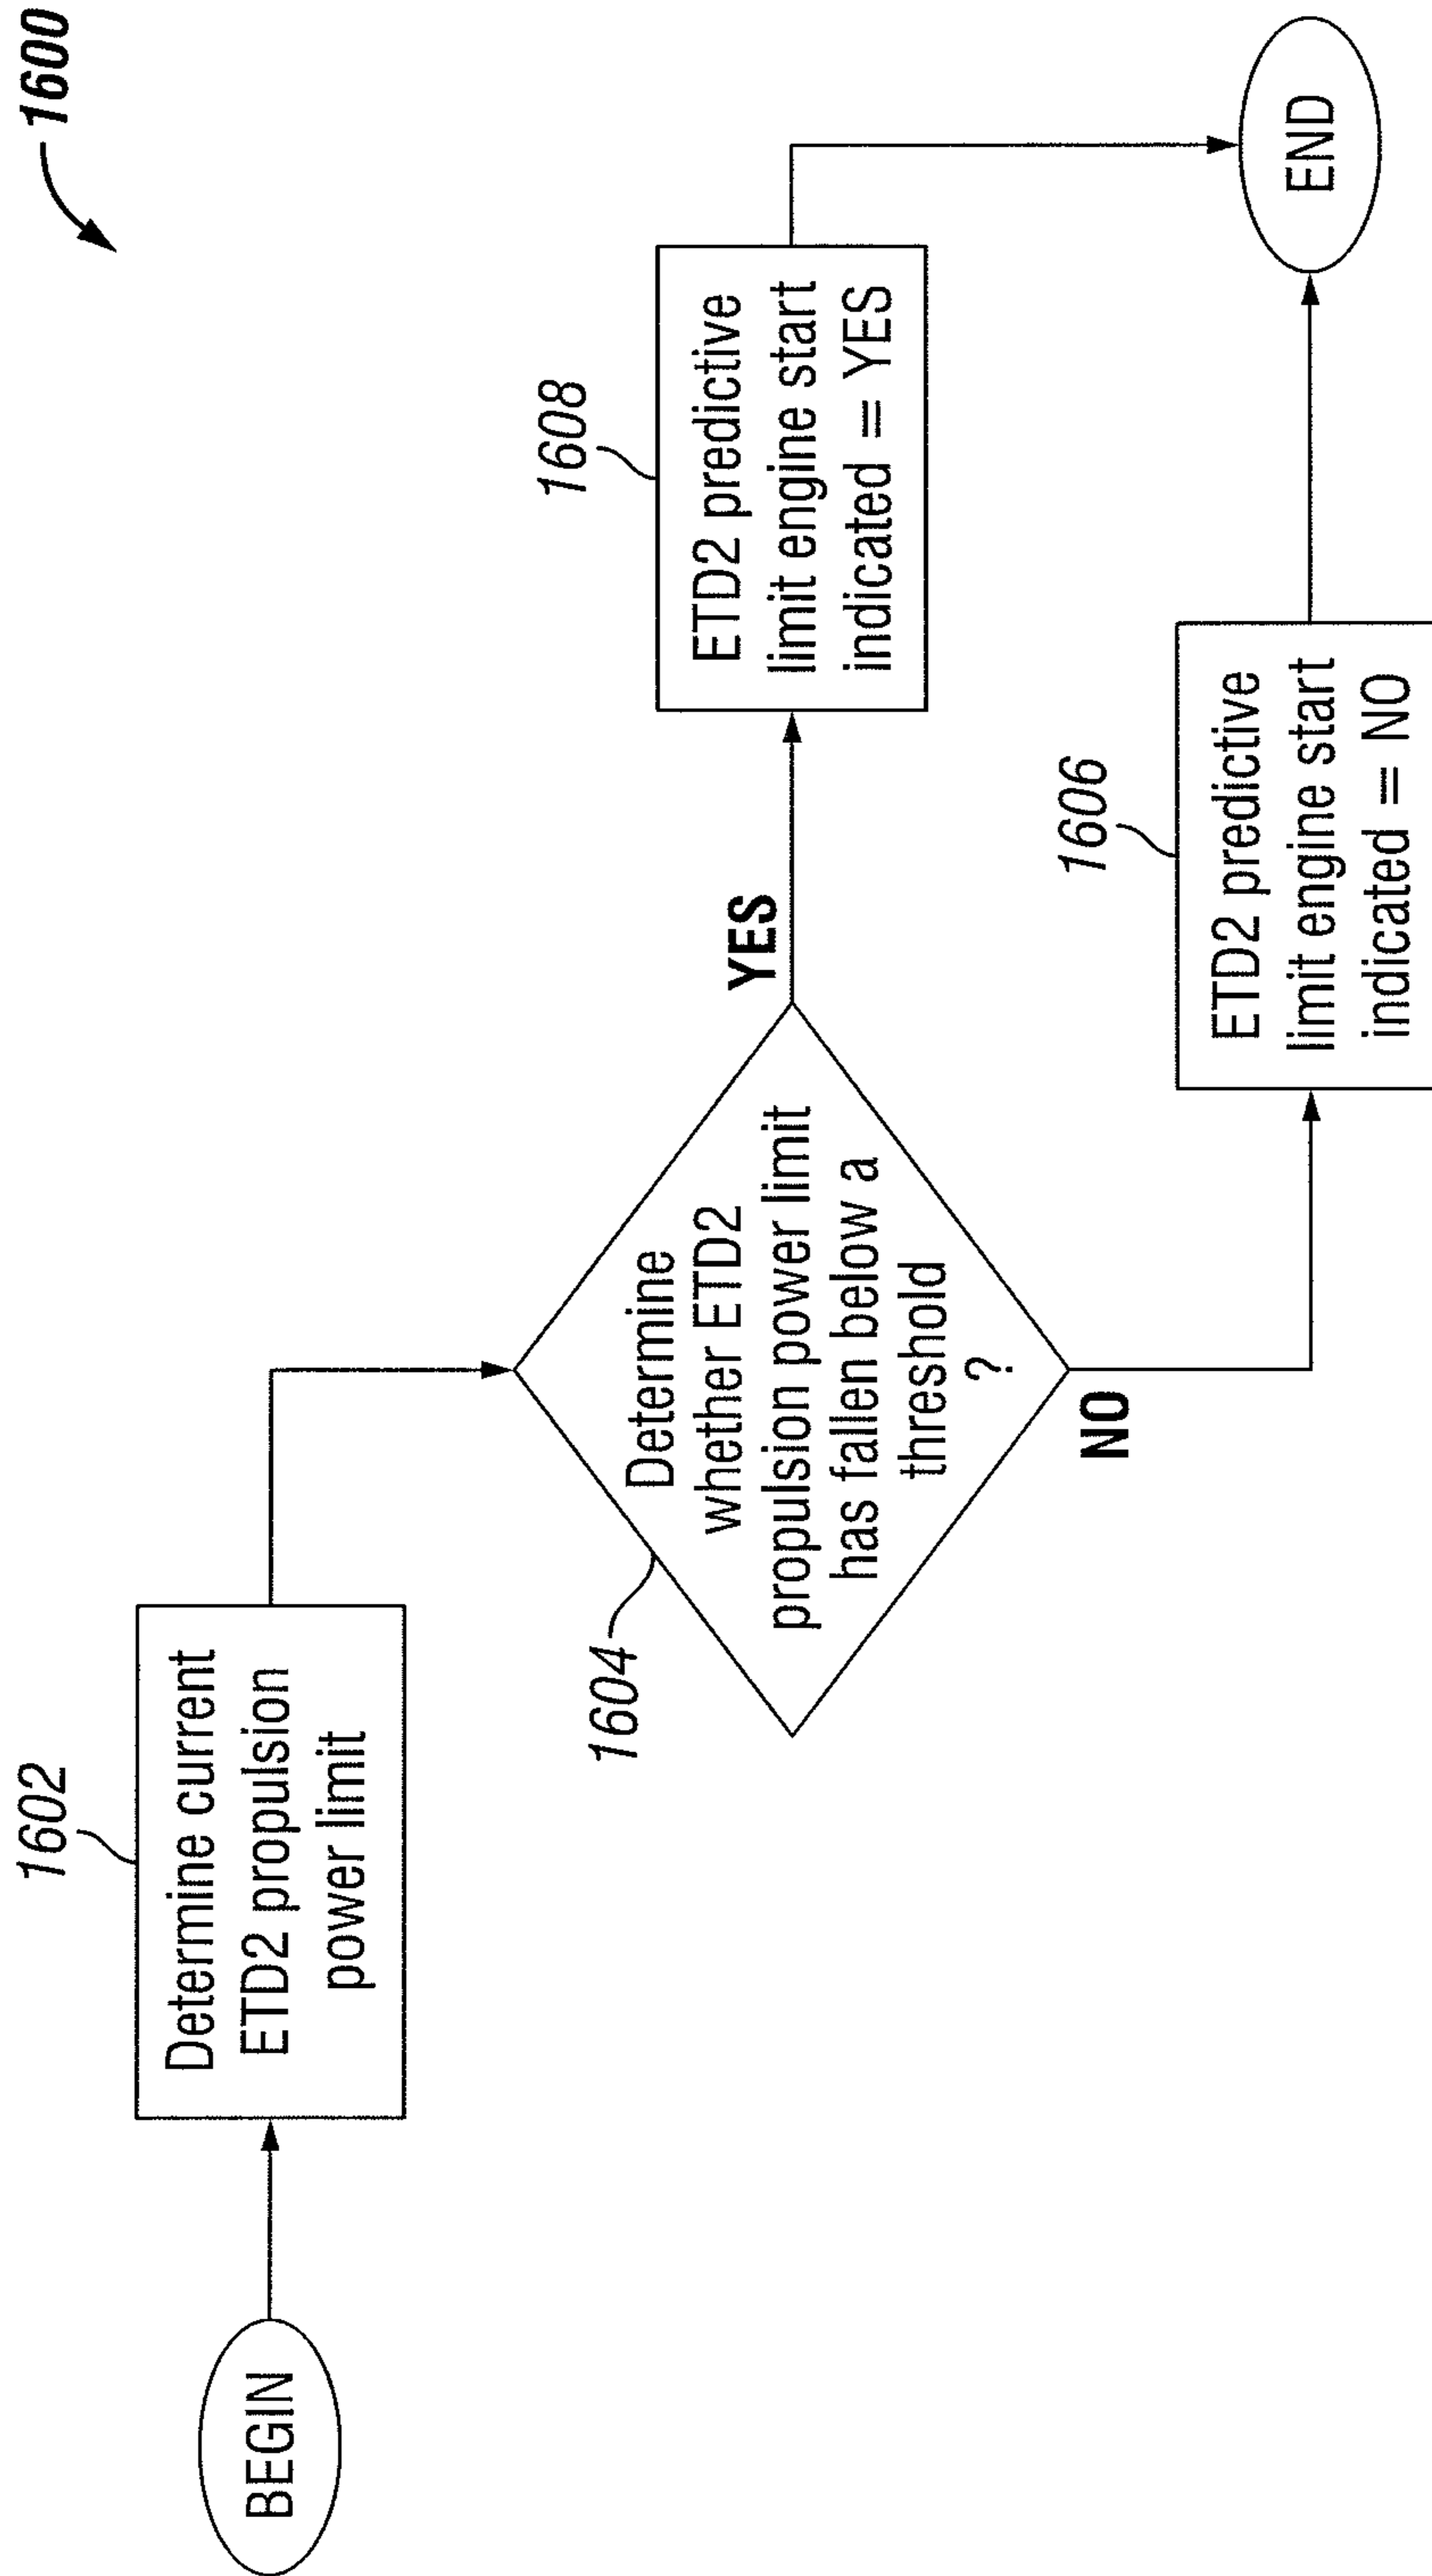 1600
BEGIN
1602
Determine current
ETD2 propulsion
power limit
1604
Determine
whether ETD2
propulsion power limit
has fallen below a
threshold
?
YES
NO
1608
ETD2 predictive
limit engine start
indicated = YES
1606
ETD2 predictive
limit engine start
indicated = NO
END